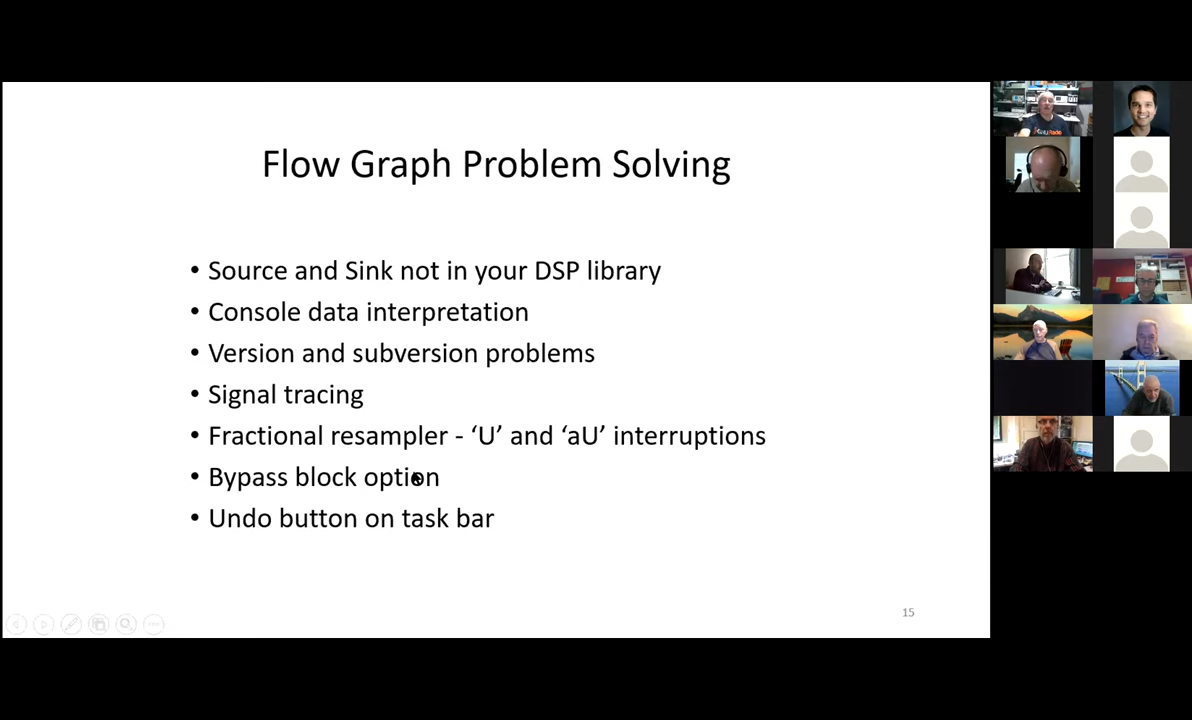 Flow Graph Problem Solving
• Source and Sink not in your DSP library
• Console data interpretation
• Version and subversion problems
• Signal tracing
• Fractional resampler - ‘U’ and ‘aU’ interruptions
• Bypass block option
• Undo button on task bar
15